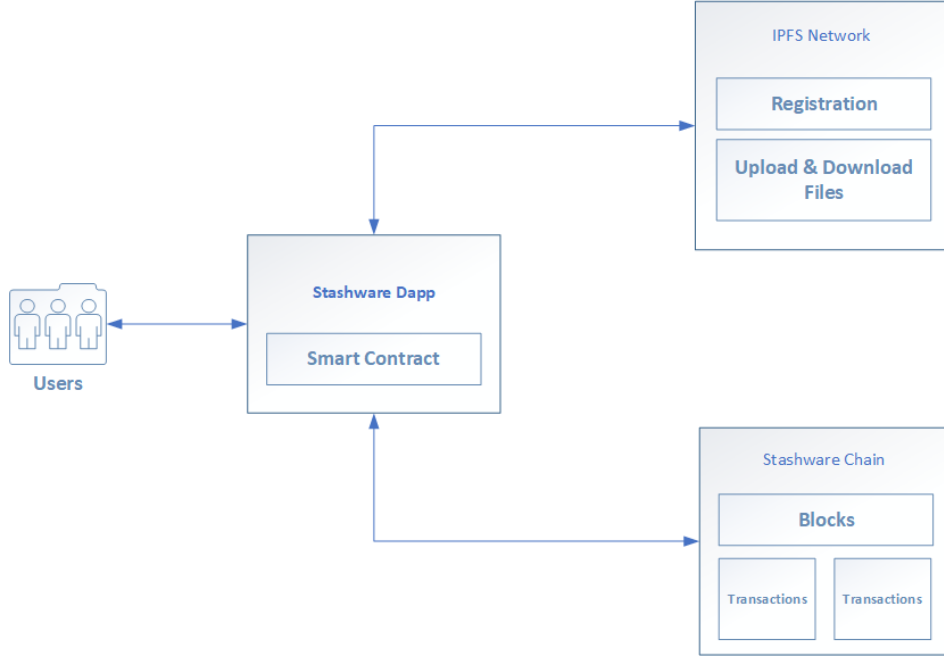 IPFS Network
Registration
Upload & Download
Files
Stashware Dapp
Smart Contract
Users
Stashware Chain
Blocks
Transactions
Transactions